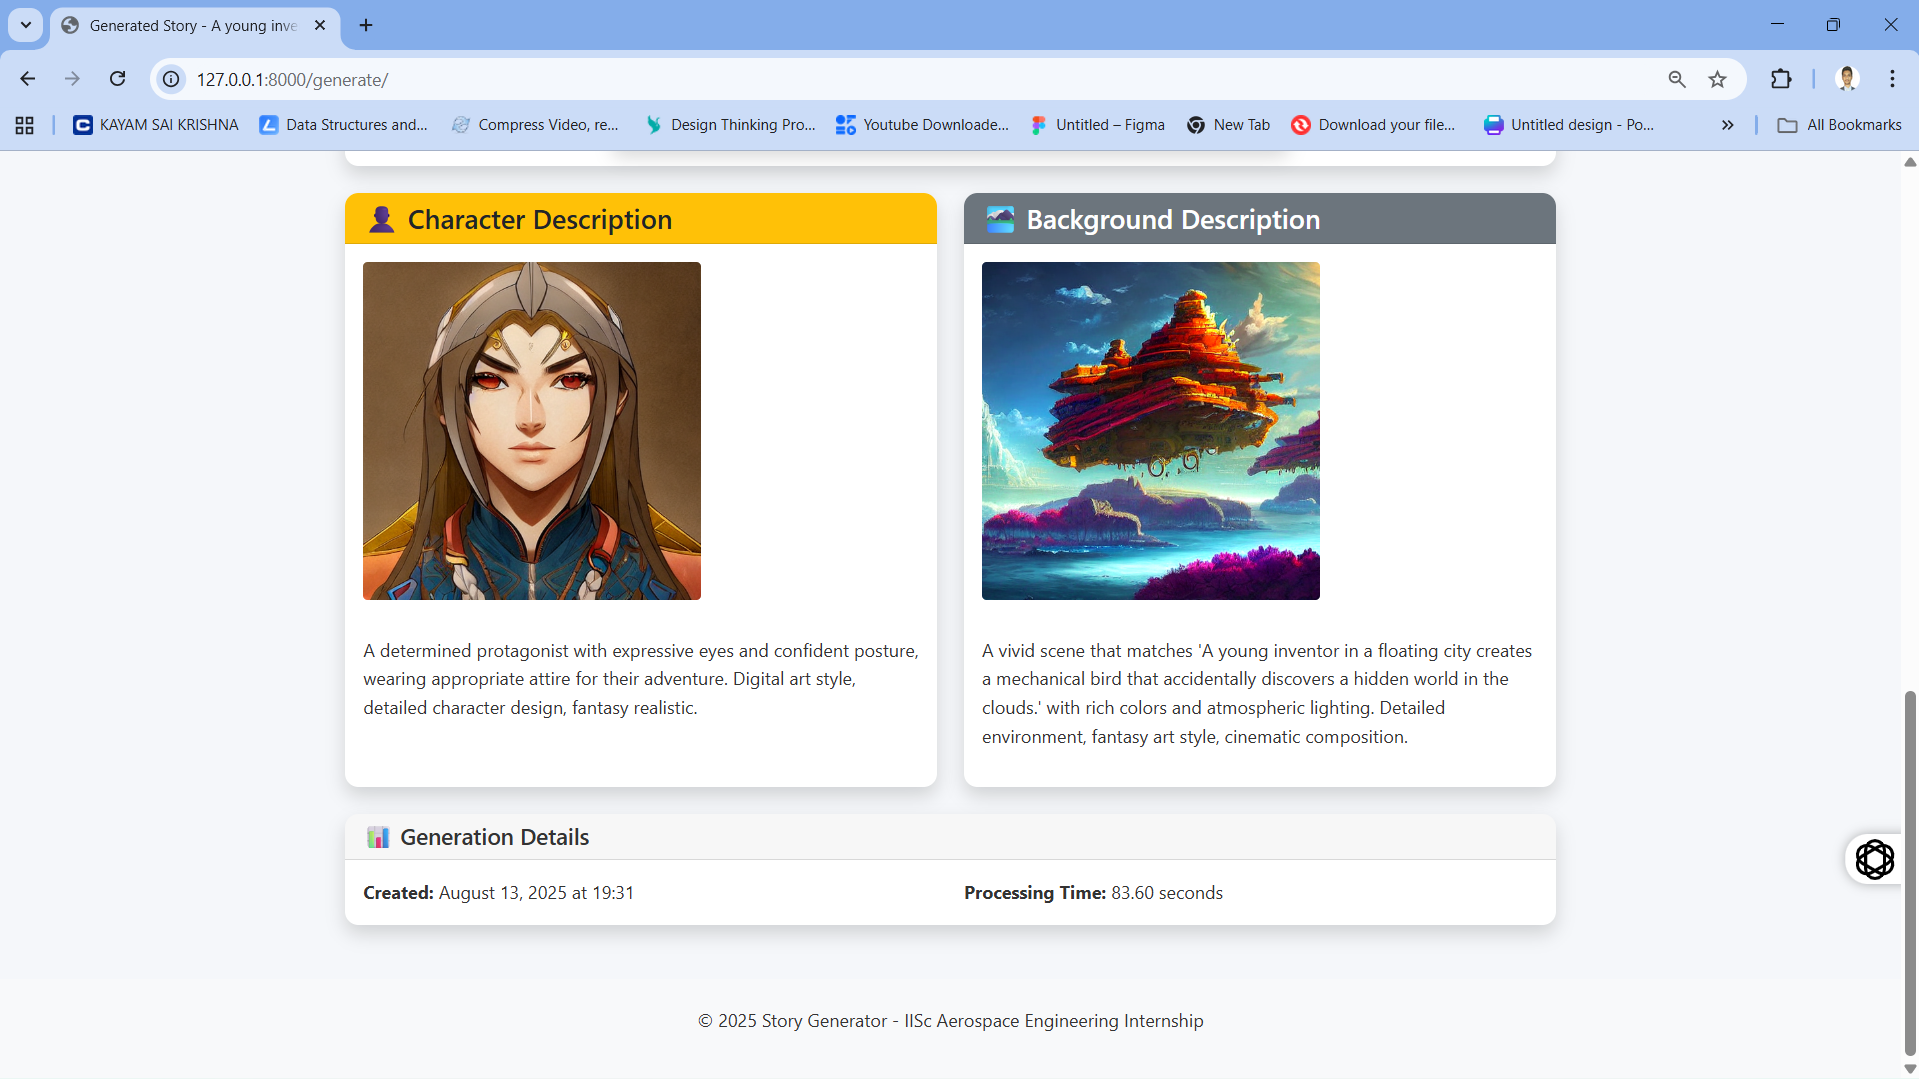 Generated Story - A young inve
127.0.0.1:8000/generate/
KAYAM SAI KRISHNA
Data Structures and...
Compress Video, re...
Design Thinking Pro...
Youtube Downloade...
Untitled – Figma
New Tab
Download your file...
Untitled design - Po...
All Bookmarks
Character Description
A determined protagonist with expressive eyes and confident posture,
wearing appropriate attire for their adventure. Digital art style,
detailed character design, fantasy realistic.
Background Description
A vivid scene that matches 'A young inventor in a floating city creates
a mechanical bird that accidentally discovers a hidden world in the
clouds.' with rich colors and atmospheric lighting. Detailed
environment, fantasy art style, cinematic composition.
Generation Details
Created: August 13, 2025 at 19:31
Processing Time: 83.60 seconds
© 2025 Story Generator - IISc Aerospace Engineering Internship